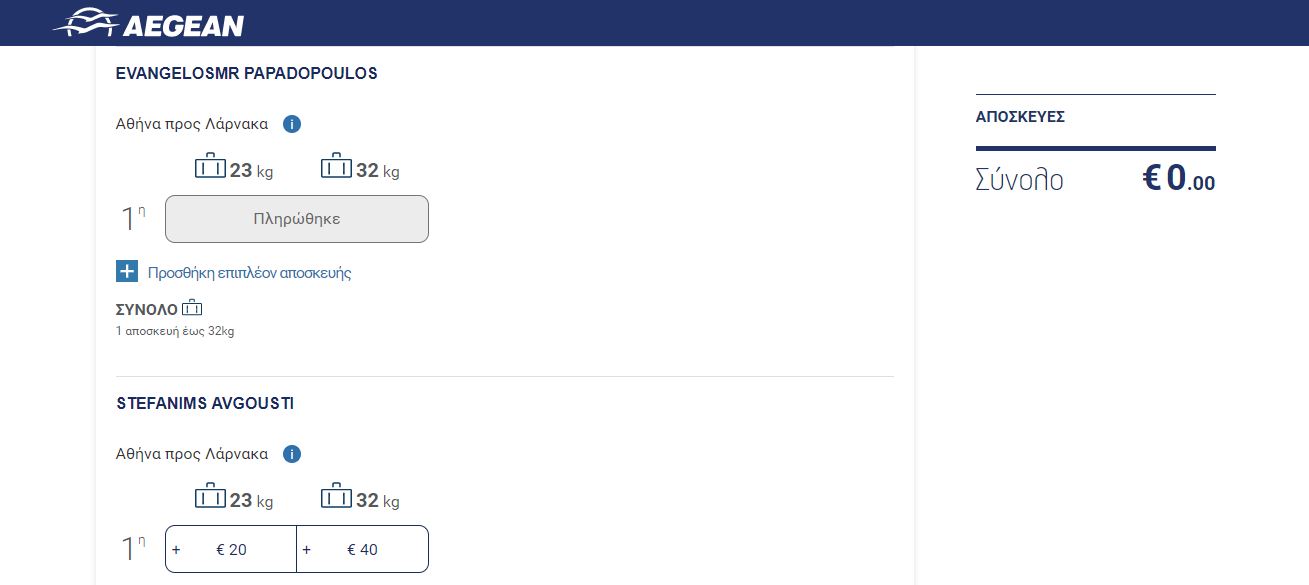 AEGEAN
EVANGELOSMR PAPADOPOULOS
Αθήνα προς Λάρνακα i
23 kg 32 kg
1η Πληρώθηκε
+ Προσθήκη επιπλέον αποσκευής
ΣΥΝΟΛΟ
1 αποσκευή έως 32kg
STEFANIMS AVGOUSTI
Αθήνα προς Λάρνακα i
23 kg 32 kg
1η + € 20 + € 40
ΑΠΟΣΚΕΥΕΣ
Σύνολο € 0.00